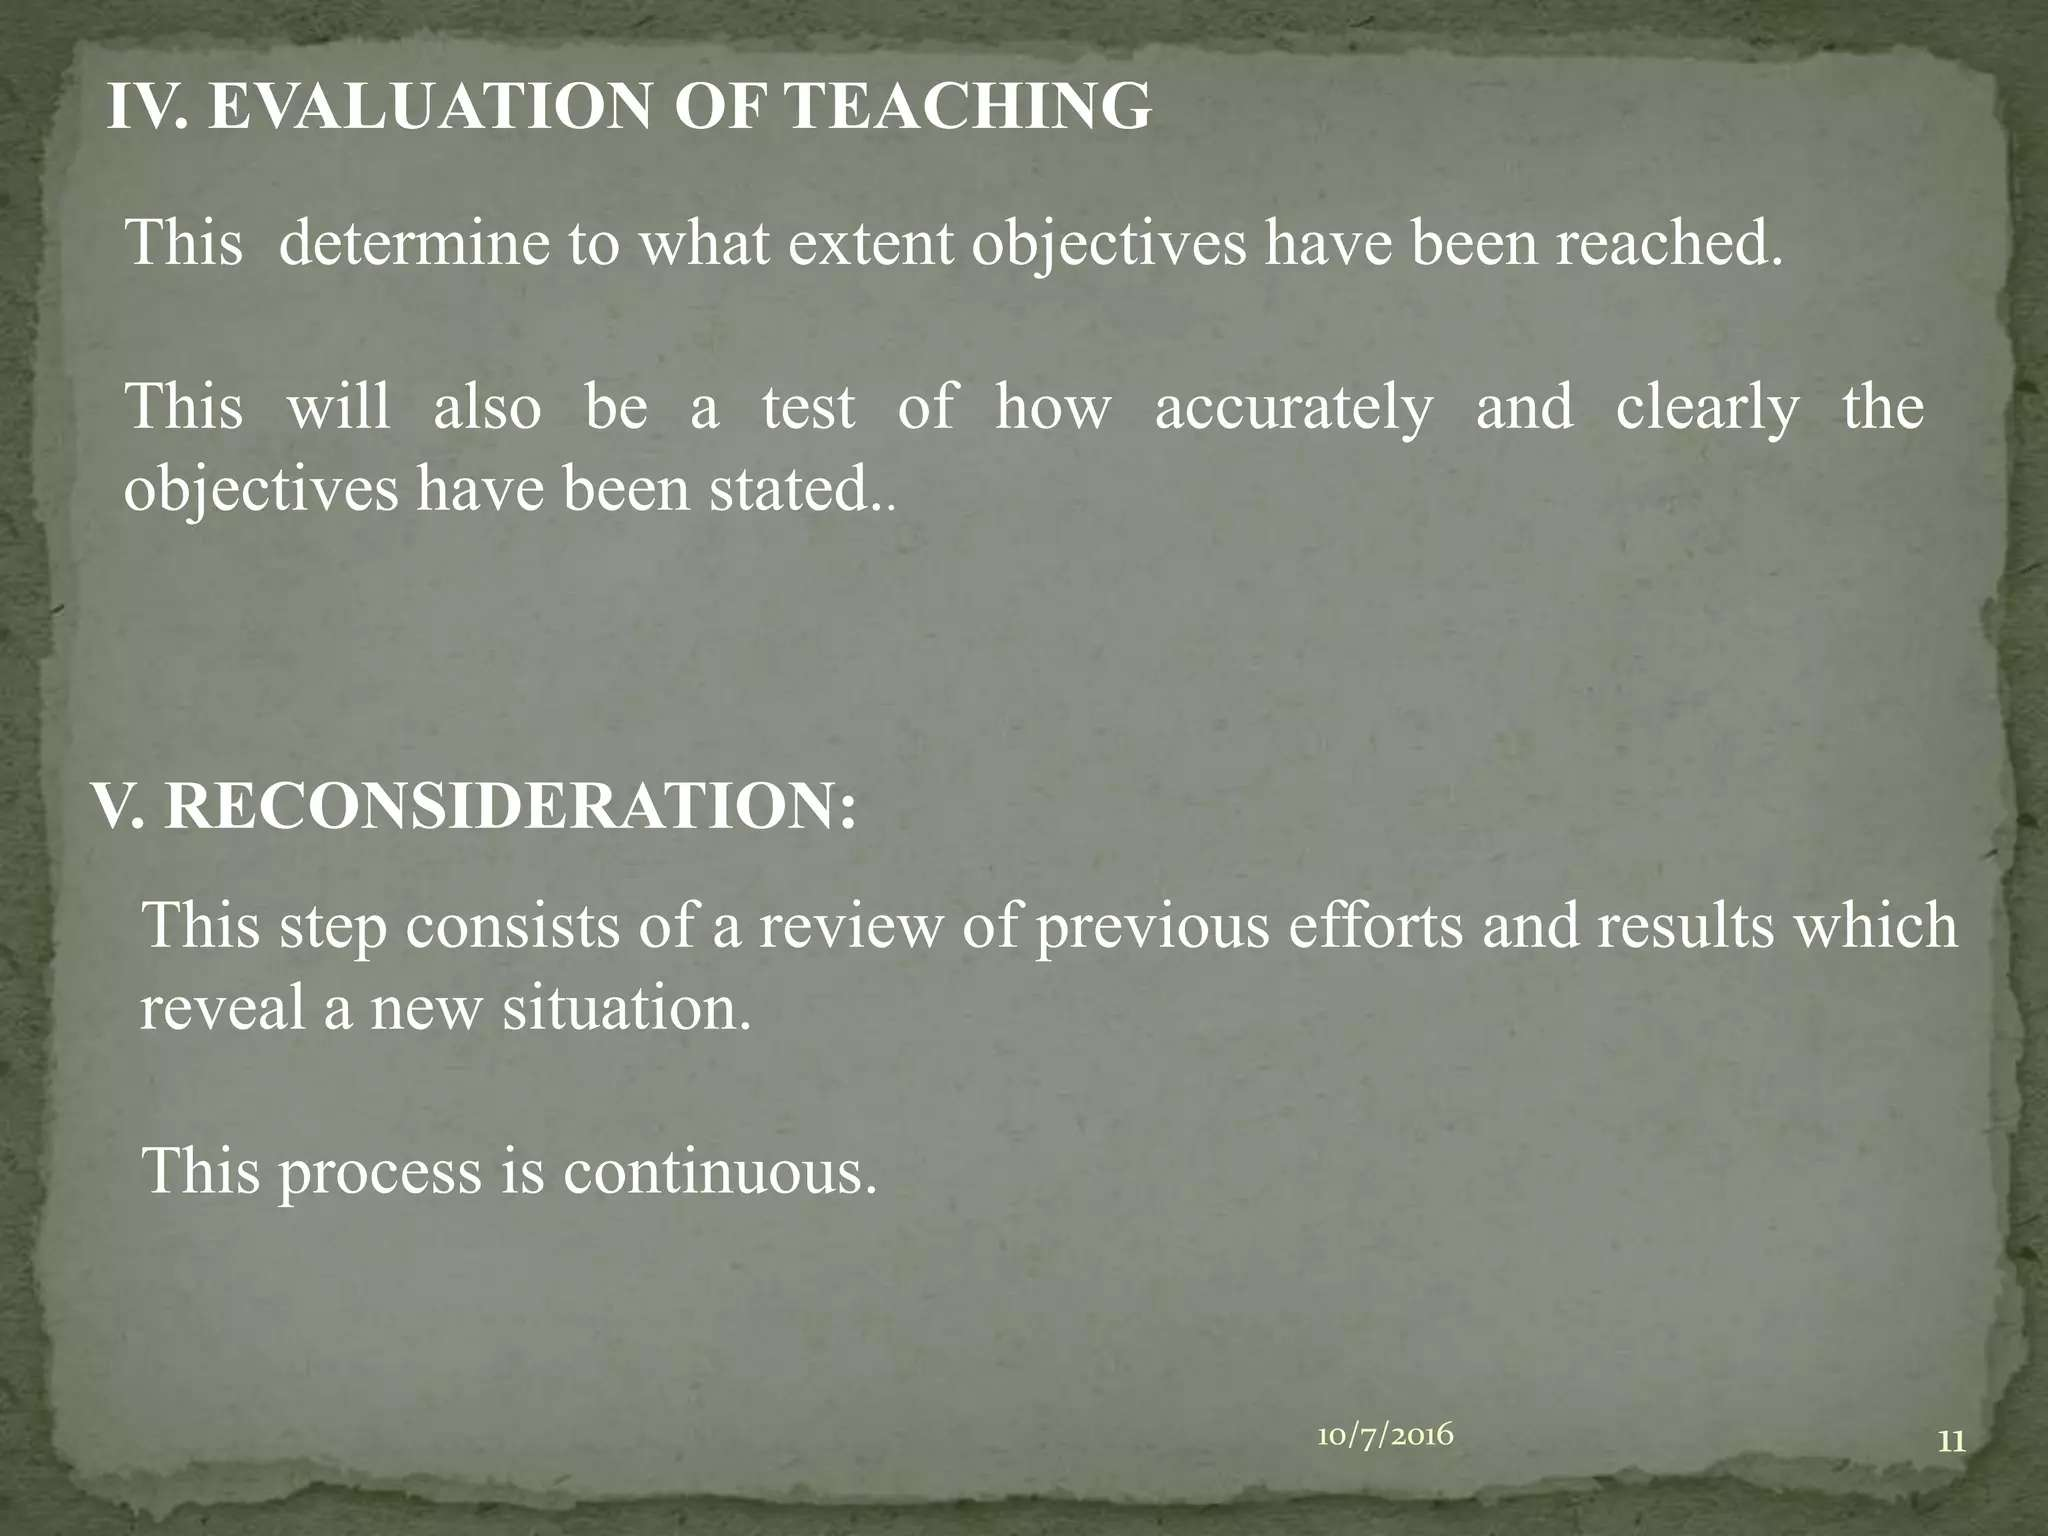 IV. EVALUATION OF TEACHING
This  determine to what extent objectives have been reached.
This will also be a test of how accurately and clearly the
objectives have been stated..
V. RECONSIDERATION:
This step consists of a review of previous efforts and results which
reveal a new situation.
This process is continuous.
10/7/2016
11